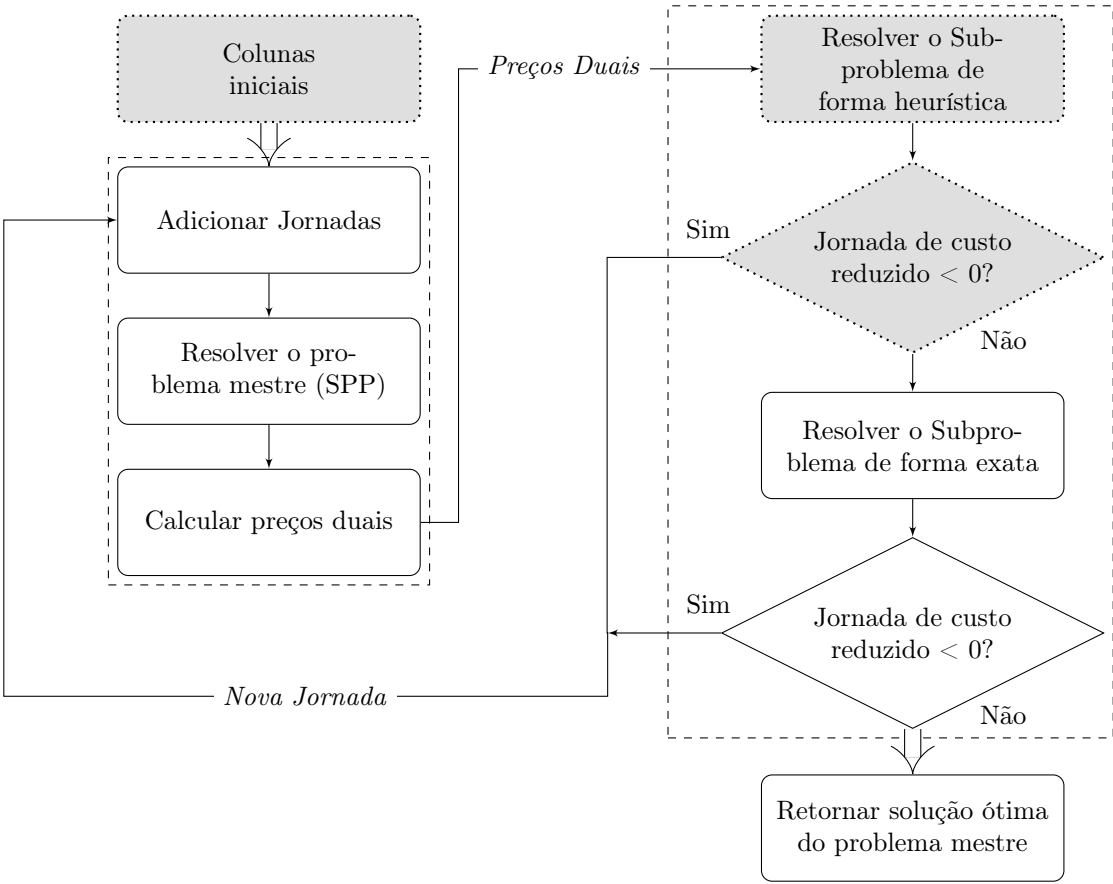 Colunas
iniciais
Adicionar Jornadas
Resolver o pro-
blema mestre (SPP)
Calcular preços duais
Preços Duais
Resolver o Sub-
problema de
forma heurística
Jornada de custo
reduzido < 0?
Sim
Não
Resolver o Subpro-
blema de forma exata
Jornada de custo
reduzido < 0?
Sim
Nova Jornada
Não
Retornar solução ótima
do problema mestre